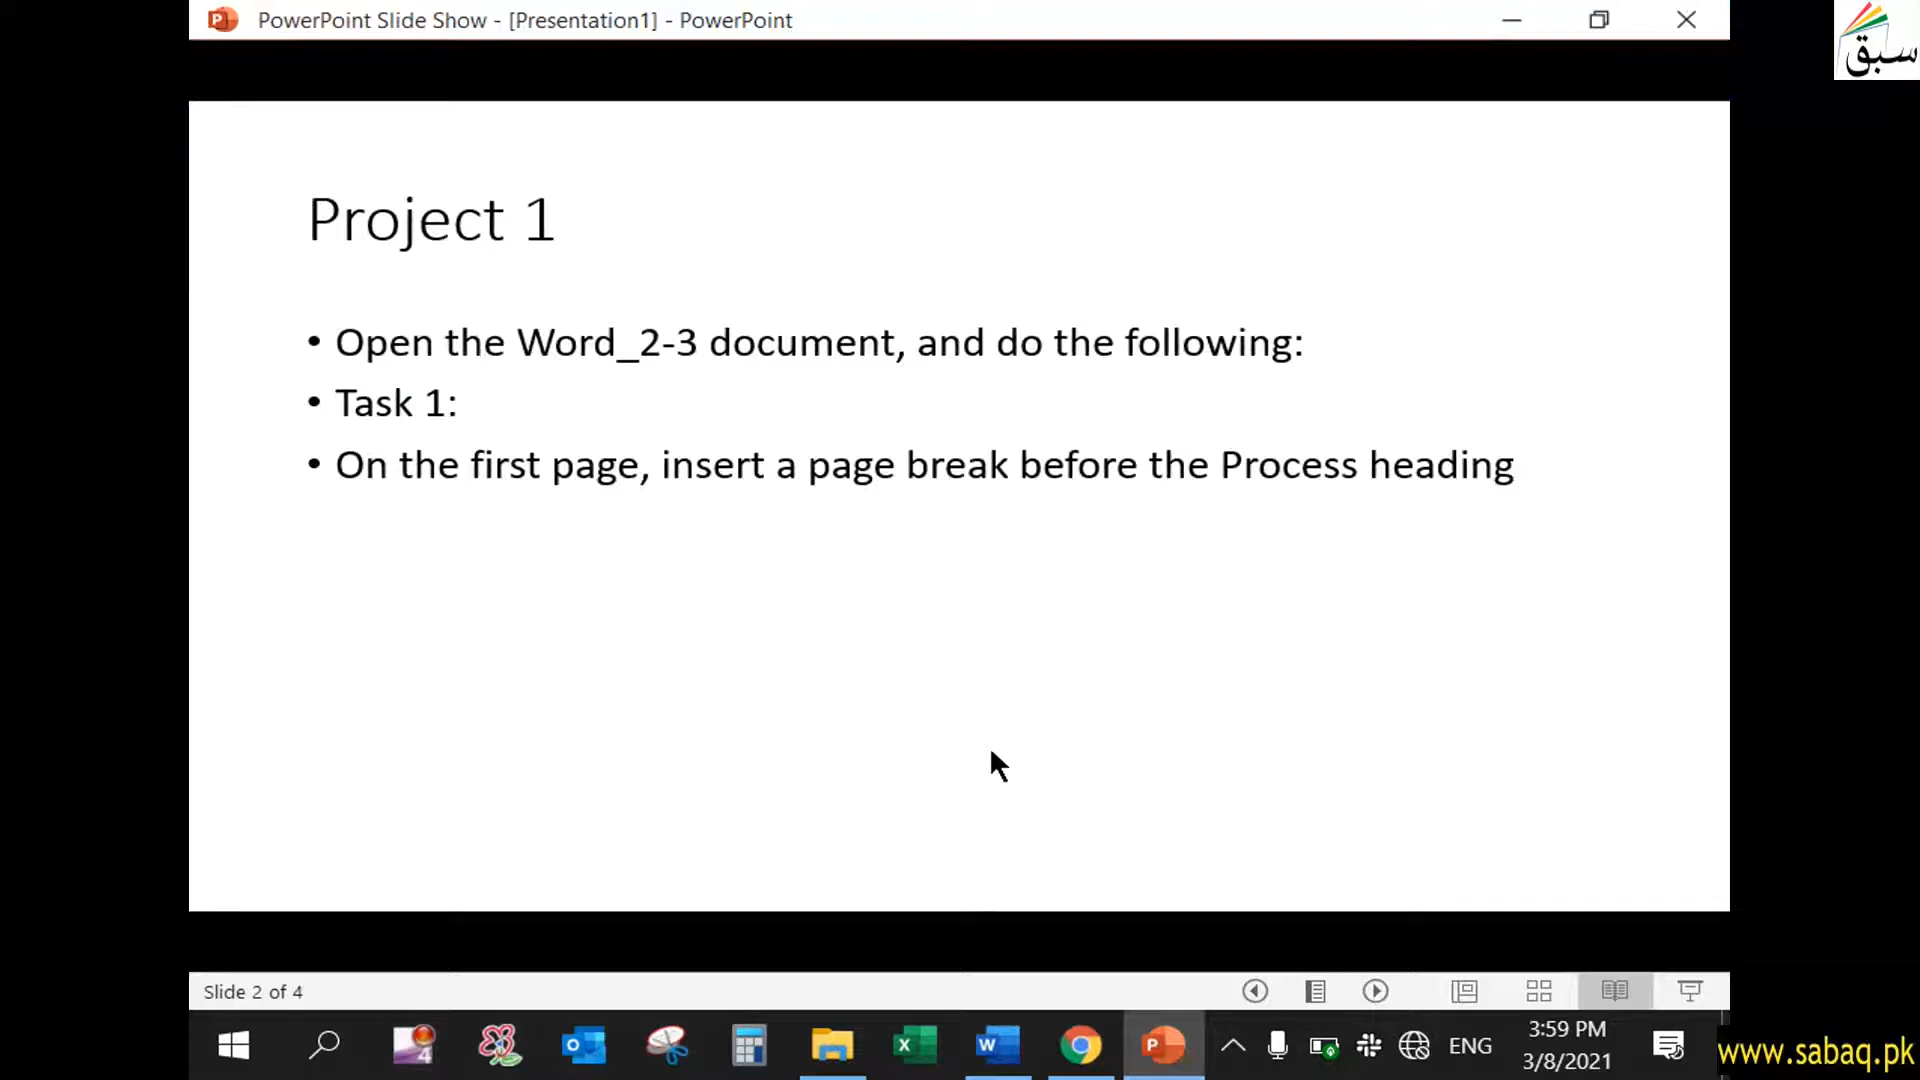 PowerPoint Slide Show - [Presentation1] - PowerPoint
سبق
Project 1
• Open the Word_2-3 document, and do the following:
• Task 1:
• On the first page, insert a page break before the Process heading
Slide 2 of 4
ENG
3:59 PM
3/8/2021
www.sabaq.pk